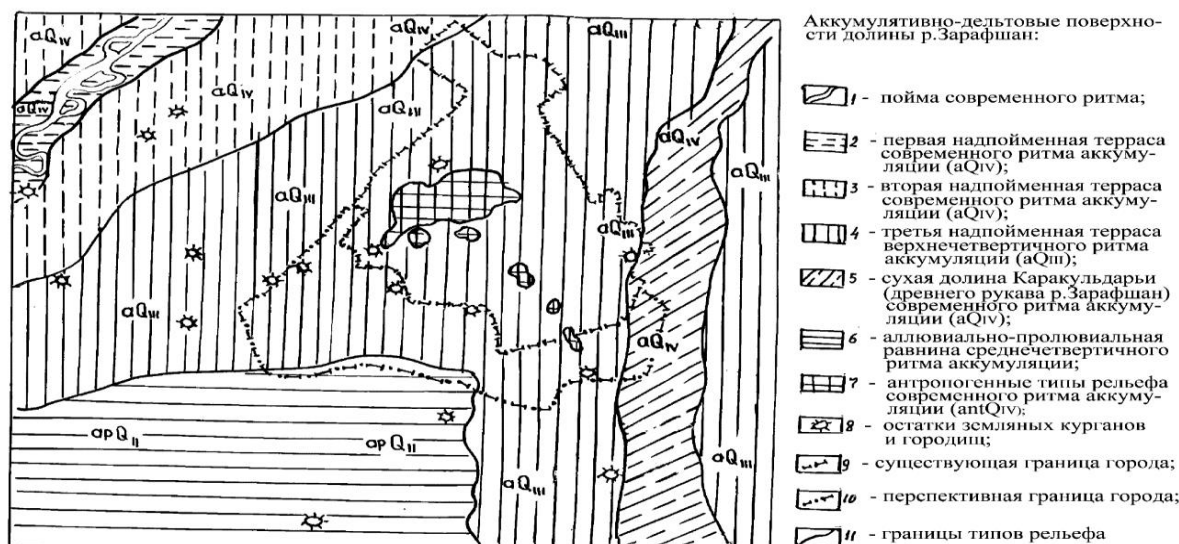 Аккумулятивно-дельтовые поверхно-
сти долины р.Зарафшан:
1 - пойма современного ритма;
2 - первая надпойменная терраса
современного ритма аккуму-
ляции (aQIV);
3 - вторая надпойменная терраса
современного ритма аккуму-
ляции (aQIV);
4 - третья надпойменная терраса
верхнечетвертичного ритма
аккумуляции (aQIII);
5 - сухая долина Каракульдарьи
(древнего рукава р.Зарафшан)
современного ритма аккуму-
ляции (aQIV);
6 - аллювиально-пролювиальная
равнина среднечетвертичного
ритма аккумуляции;
7 - антропогенные типы рельефа
современного ритма аккуму-
ляции (antQIV);
8 - остатки земляных курганов
и городищ;
9 - существующая граница города;
10 - перспективная граница города;
11 - границы типов рельефа
aQIV
aQIV
aQIII
aQIV
aQIV
aQIII
aQIV
aQIII
aQIII
aQIII
aQIII
aQIV
apQII
apQII
aQIII
aQIII